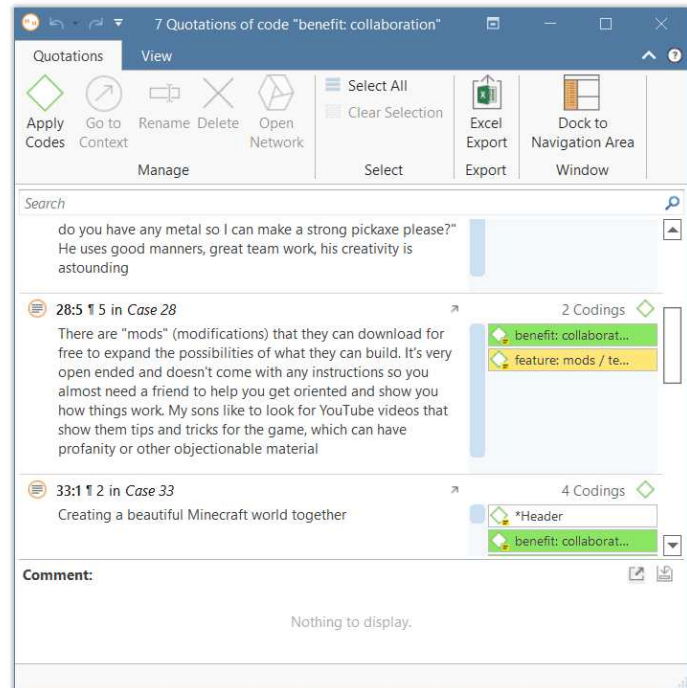 7 Quotations of code "benefit: collaboration"
Quotations View
Apply Codes
Go to Context
Rename
Delete
Open Network
Manage
Select All
Clear Selection
Select
Excel Export
Export
Dock to Navigation Area
Window
Search
do you have any metal so I can make a strong pickaxe please?"
He uses good manners, great team work, his creativity is
astounding
28:5 ¶ 5 in Case 28
2 Codings
There are "mods" (modifications) that they can download for
free to expand the possibilities of what they can build. It's very
open ended and doesn't come with any instructions so you
almost need a friend to help you get oriented and show you
how things work. My sons like to look for YouTube videos that
show them tips and tricks for the game, which can have
profanity or other objectionable material
benefit: collaborat...
feature: mods / te...
33:1 ¶ 2 in Case 33
4 Codings
Creating a beautiful Minecraft world together
*Header
benefit: collaborat...
Comment:
Nothing to display.